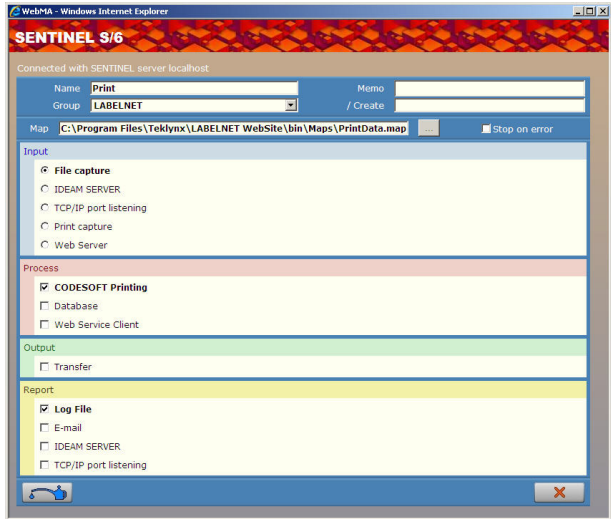 WebMA - Windows Internet Explorer
SENTINEL S/6
Connected with SENTINEL server localhost
Name Print Memo
Group LABELNET / Create
Map C:\Program Files\Teklynx\LABELNET WebSite\bin\Maps\PrintData.map ... Stop on error
Input
File capture
IDEAM SERVER
TCP/IP port listening
Print capture
Web Server
Process
CODESOFT Printing
Database
Web Service Client
Output
Transfer
Report
Log File
E-mail
IDEAM SERVER
TCP/IP port listening